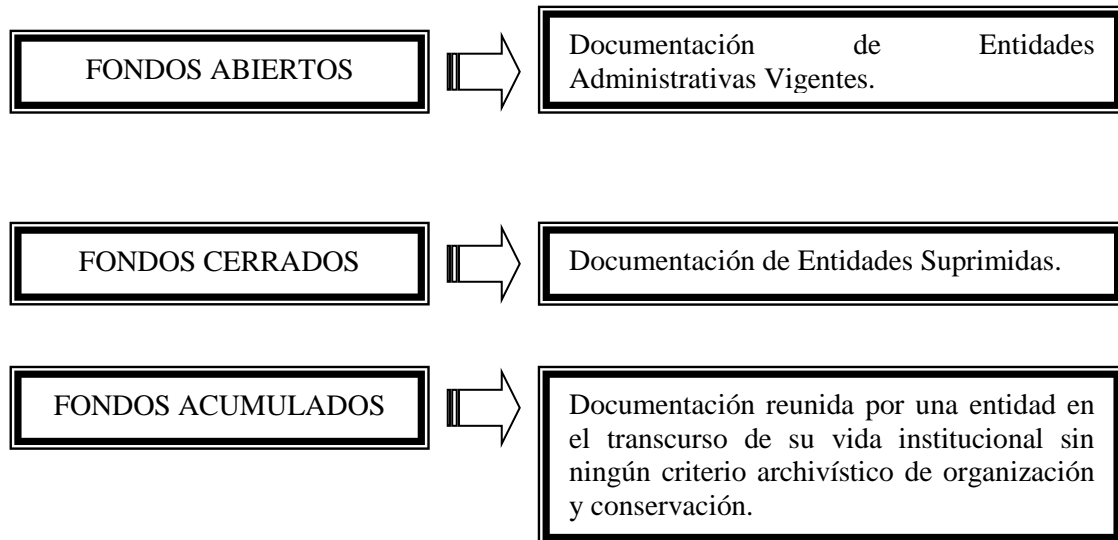 FONDOS ABIERTOS
Documentación de Entidades
Administrativas Vigentes.
FONDOS CERRADOS
Documentación de Entidades Suprimidas.
FONDOS ACUMULADOS
Documentación reunida por una entidad en
el transcurso de su vida institucional sin
ningún criterio archivístico de organización
y conservación.